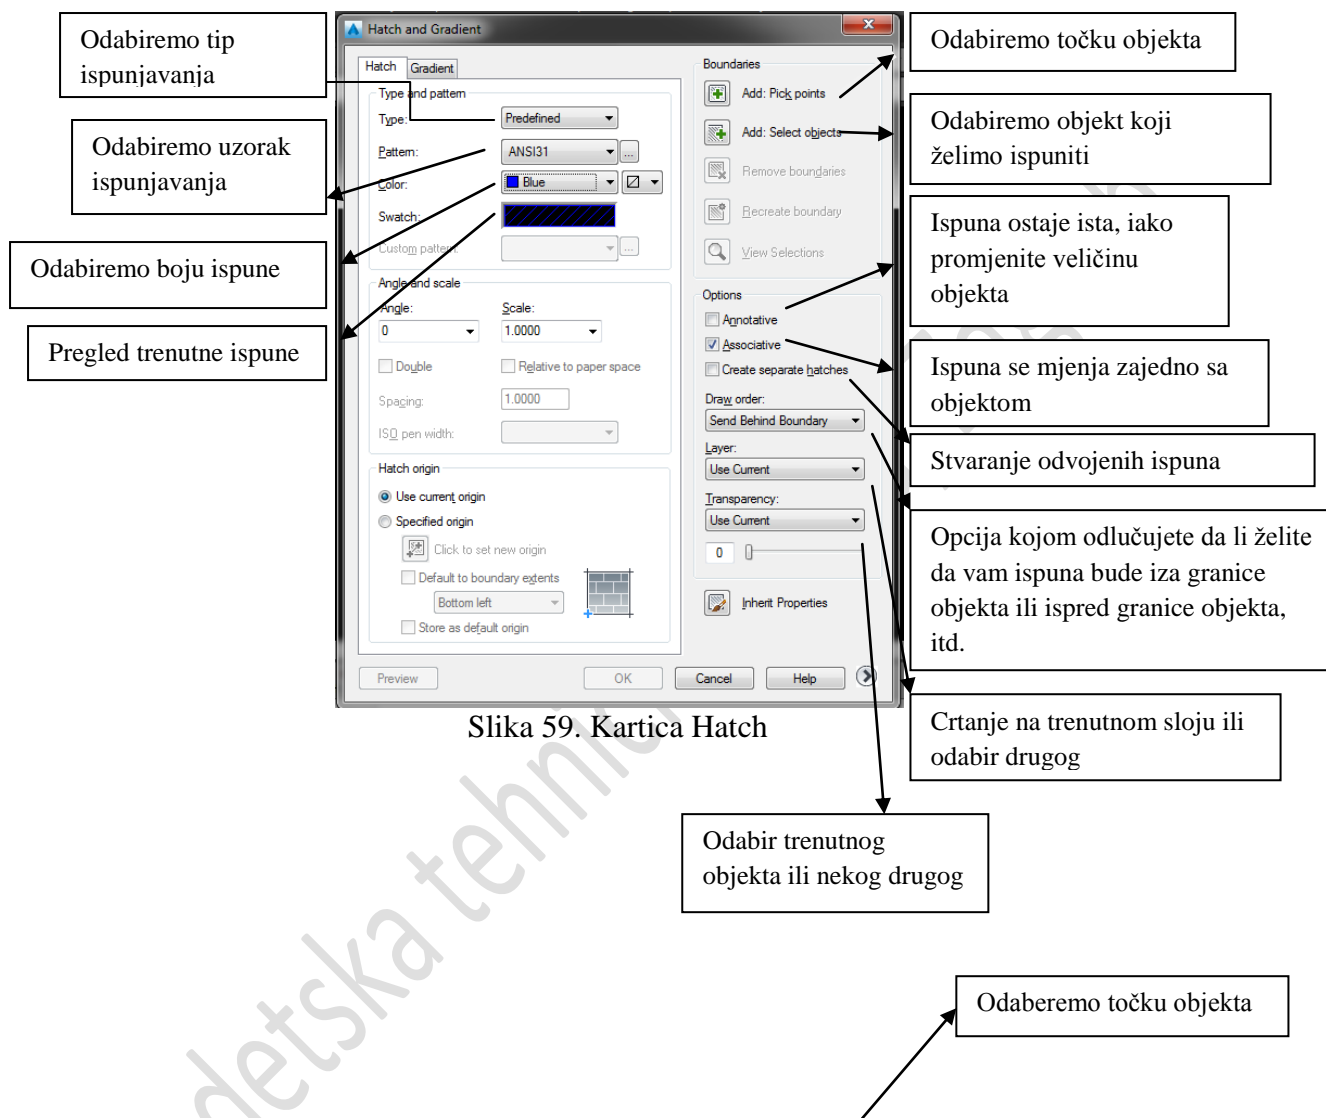 Odabiremo tip
ispunjavanja
Odabiremo uzorak
ispunjavanja
Odabiremo boju ispune
Pregled trenutne ispune
Hatch and Gradient
Hatch
Gradient
Type and pattern
Type:
Predefined
Pattern:
ANSI31
...
Color:
Blue
Swatch:
Custom pattern:
...
Angle and scale
Angle:
Scale:
0
1.0000
Double
Relative to paper space
Spacing:
1.0000
ISO pen width:
Hatch origin
Use current origin
Specified origin
Click to set new origin
Default to boundary extents
Bottom left
Store as default origin
Preview
OK
Cancel
Help
Boundaries
Add: Pick points
Add: Select objects
Remove boundaries
Recreate boundary
View Selections
Options
Annotative
Associative
Create separate hatches
Draw order:
Send Behind Boundary
Layer:
Use Current
Transparency:
Use Current
0
Inherit Properties
Odabiremo točku objekta
Odabiremo objekt koji
želimo ispuniti
Ispuna ostaje ista, iako
promjenite veličinu
objekta
Ispuna se mjenja zajedno sa
objektom
Stvaranje odvojenih ispuna
Opcija kojom odlučujete da li želite
da vam ispuna bude iza granice
objekta ili ispred granice objekta,
itd.
Crtanje na trenutnom sloju ili
odabir drugog
Slika 59. Kartica Hatch
Odabir trenutnog
objekta ili nekog drugog
Odaberemo točku objekta